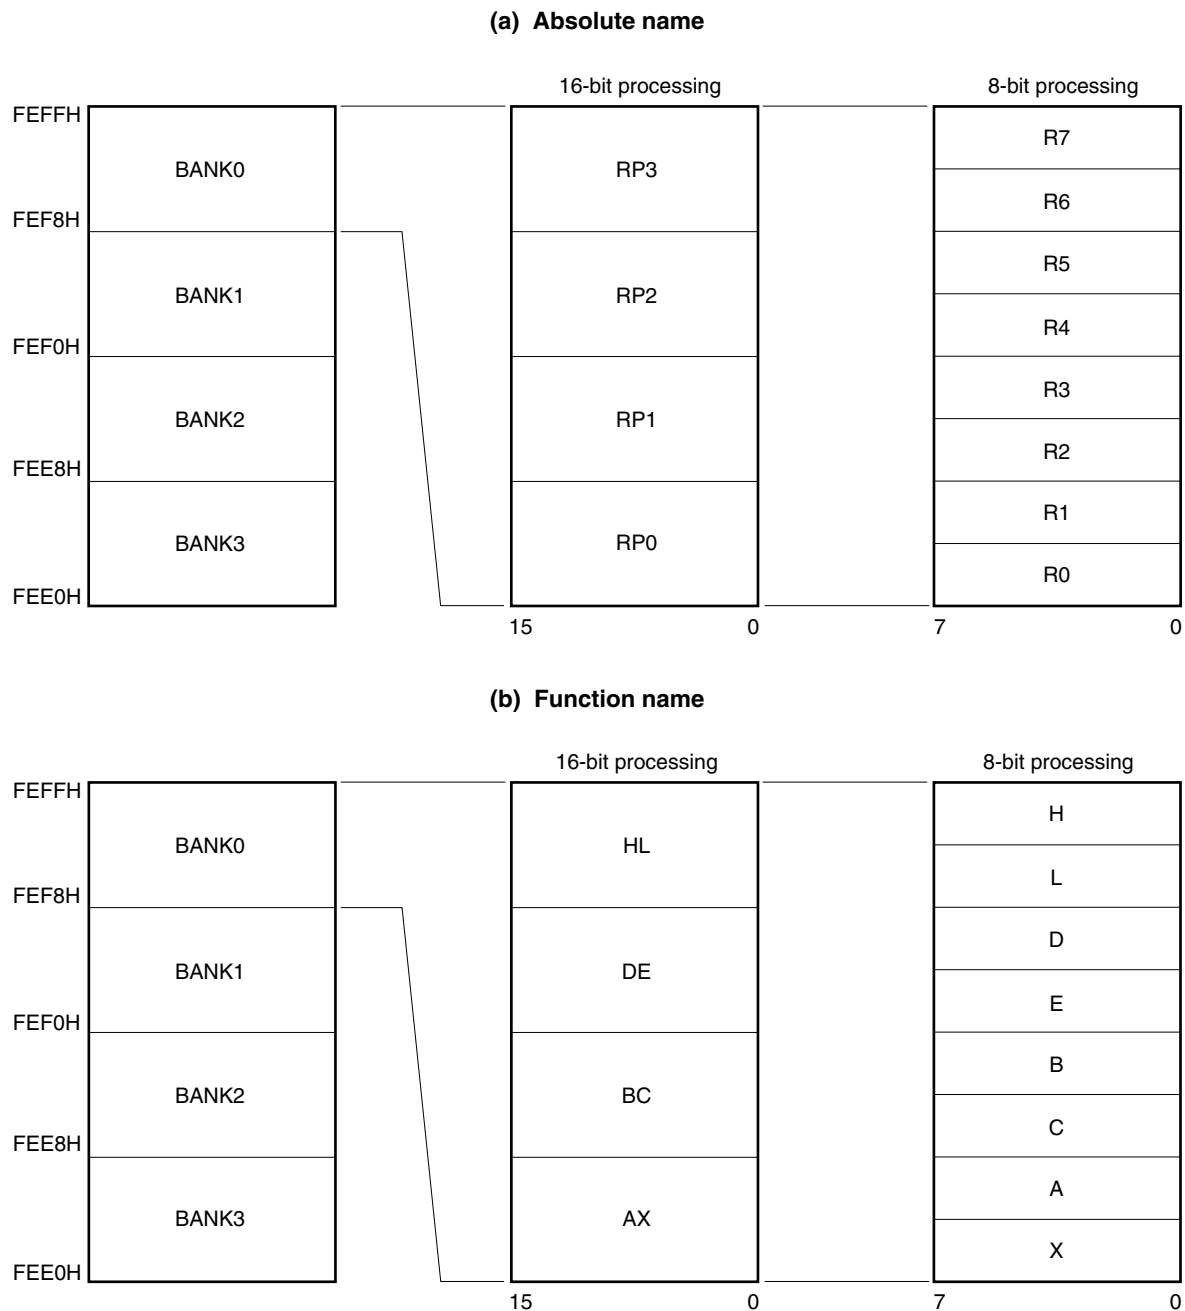 (a) Absolute name
16-bit processing 8-bit processing
FEFFH
BANK0 RP3 R7
R6
FEF8H
BANK1 RP2 R5
R4
FEF0H
BANK2 RP1 R3
R2
FEE8H
BANK3 RP0 R1
R0
FEE0H
15 0 7 0
(b) Function name
16-bit processing 8-bit processing
FEFFH
BANK0 HL H
L
FEF8H
BANK1 DE D
E
FEF0H
BANK2 BC B
C
FEE8H
BANK3 AX A
X
FEE0H
15 0 7 0